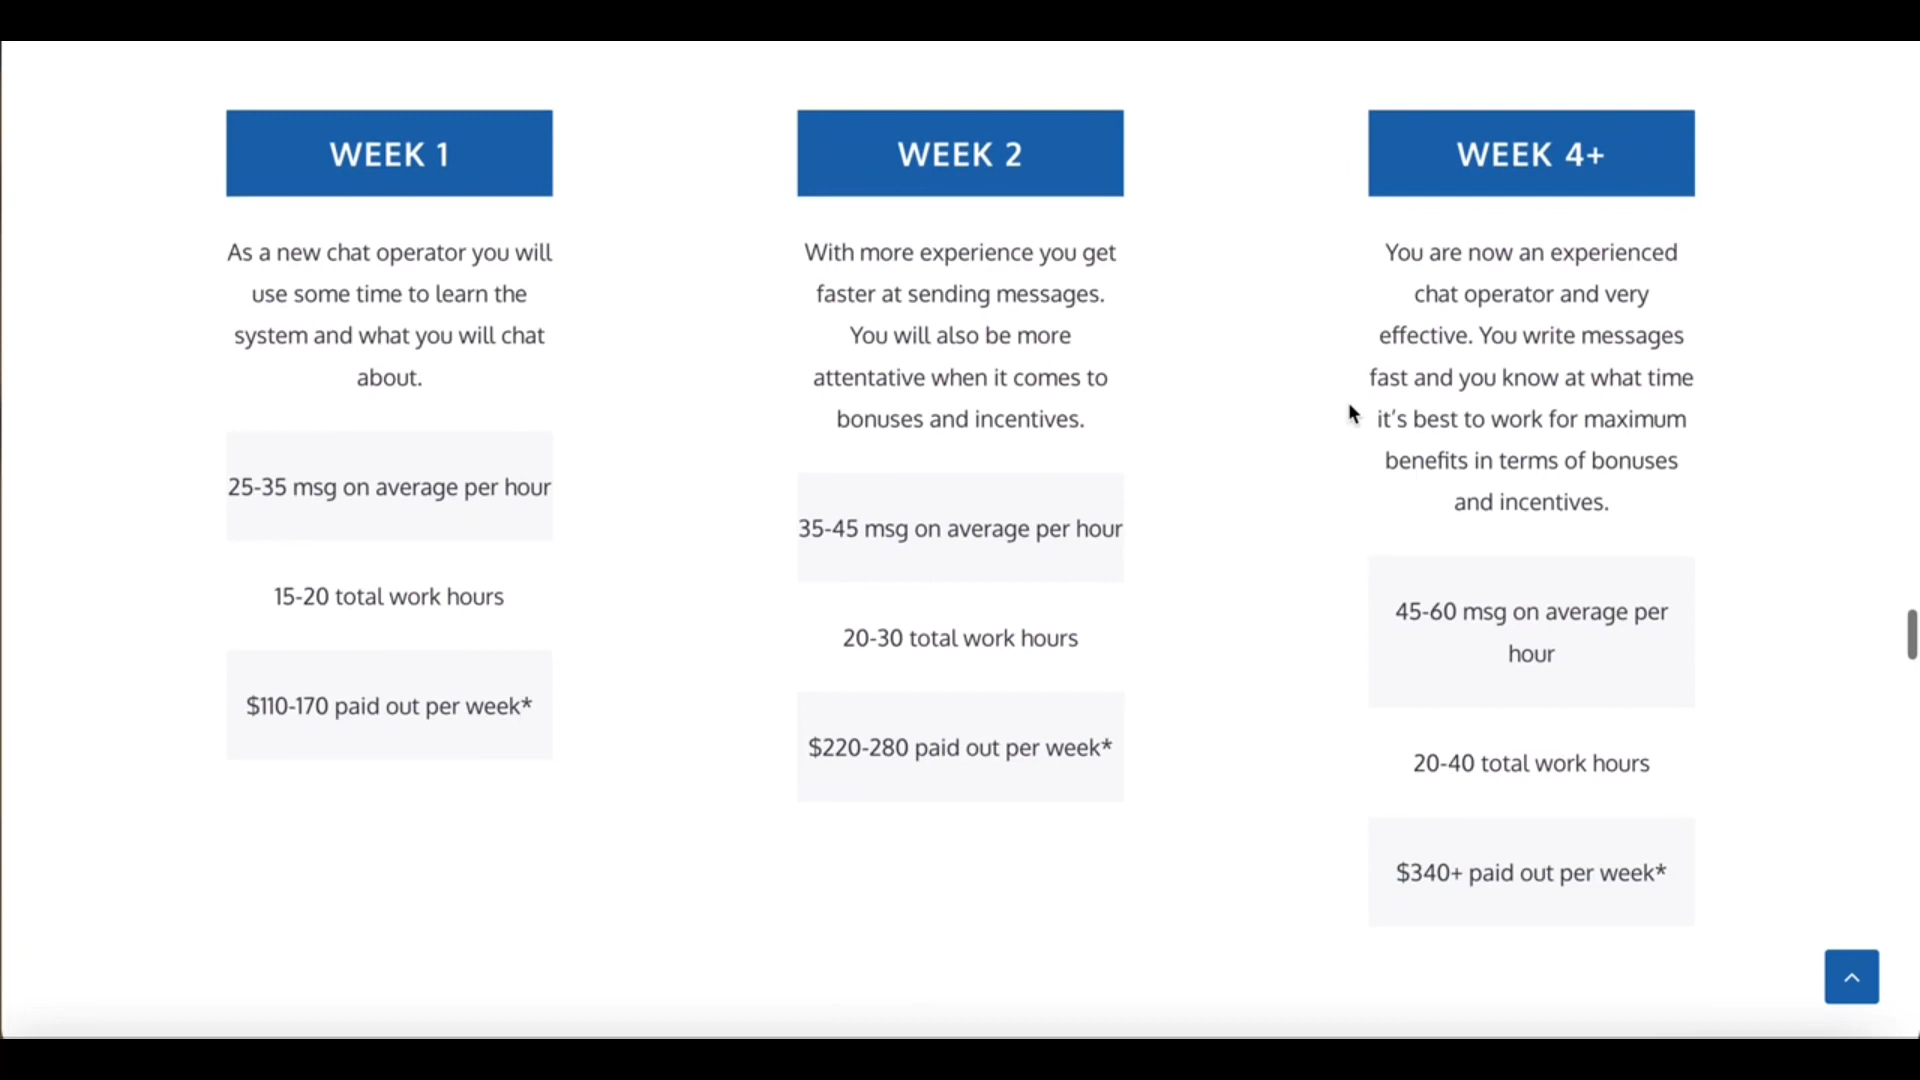 WEEK 1
As a new chat operator you will
use some time to learn the
system and what you will chat
about.
25-35 msg on average per hour
15-20 total work hours
$110-170 paid out per week*
WEEK 2
With more experience you get
faster at sending messages.
You will also be more
attentative when it comes to
bonuses and incentives.
35-45 msg on average per hour
20-30 total work hours
$220-280 paid out per week*
WEEK 4+
You are now an experienced
chat operator and very
effective. You write messages
fast and you know at what time
it's best to work for maximum
benefits in terms of bonuses
and incentives.
45-60 msg on average per
hour
20-40 total work hours
$340+ paid out per week*